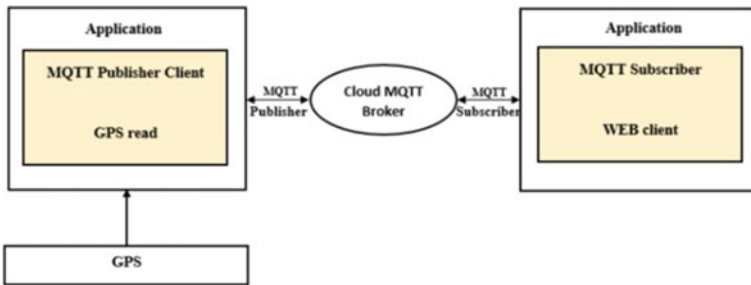 Application
MQTT Publisher Client
GPS read
MQTT
Publisher
Cloud MQTT
Broker
MQTT
Subscriber
Application
MQTT Subscriber
WEB client
GPS